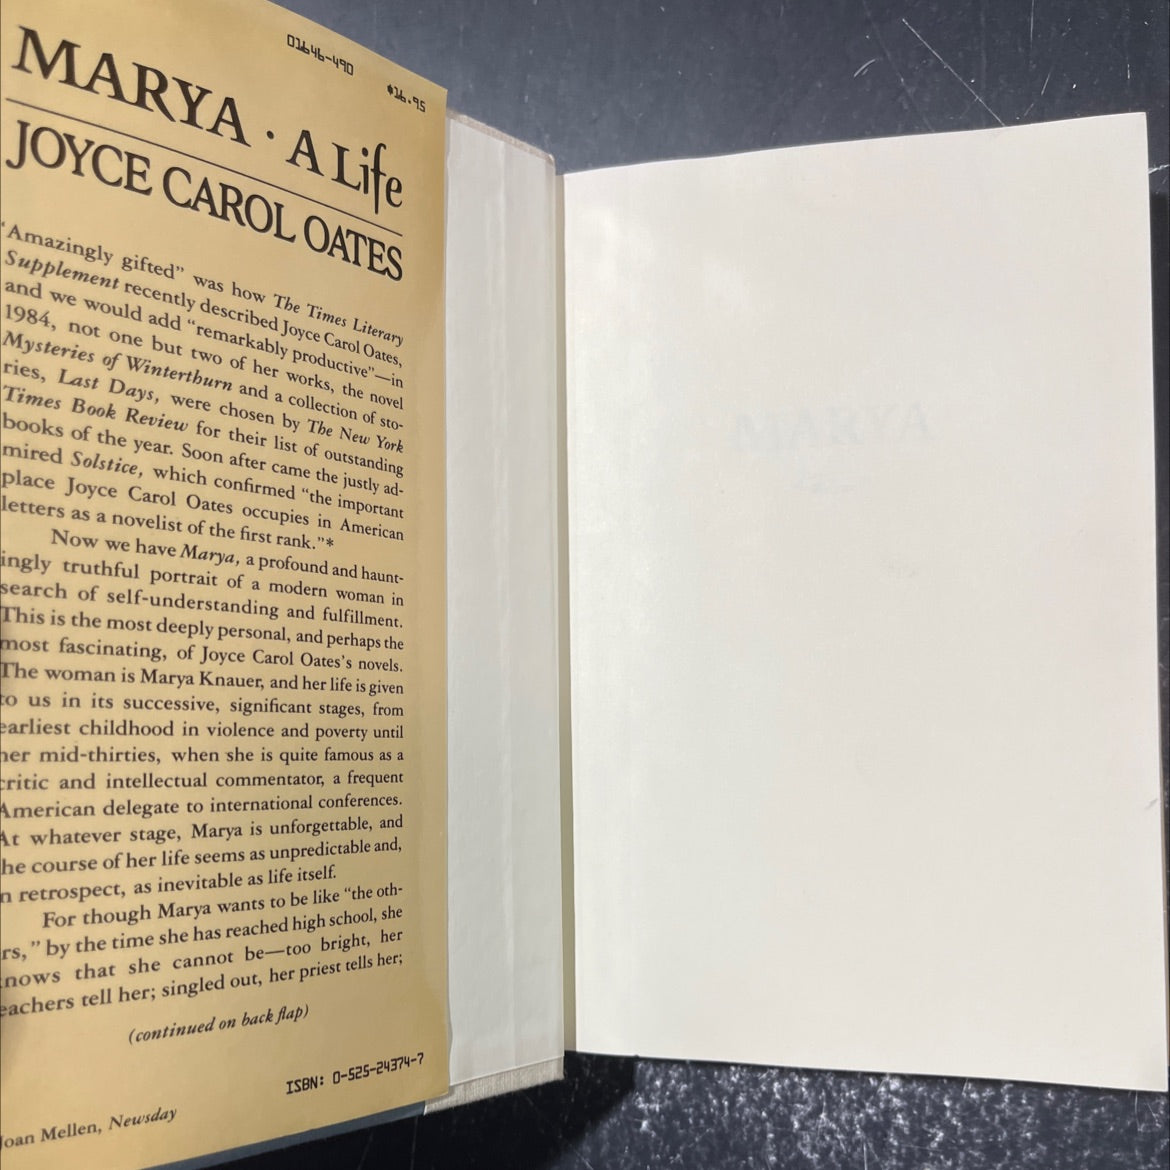 01646-490
$16.95
MARYA · A Life
JOYCE CAROL OATES
"Amazingly gifted" was how The Times Literary
Supplement recently described Joyce Carol Oates,
and we would add "remarkably productive"—in
1984, not one but two of her works, the novel
Mysteries of Winterthurn and a collection of sto-
ries, Last Days, were chosen by The New York
Times Book Review for their list of outstanding
books of the year. Soon after came the justly ad-
mired Solstice, which confirmed "the important
place Joyce Carol Oates occupies in American
letters as a novelist of the first rank."*
Now we have Marya, a profound and haunt-
ingly truthful portrait of a modern woman in
search of self-understanding and fulfillment.
This is the most deeply personal, and perhaps the
most fascinating, of Joyce Carol Oates's novels.
The woman is Marya Knauer, and her life is given
to us in its successive, significant stages, from
earliest childhood in violence and poverty until
her mid-thirties, when she is quite famous as a
critic and intellectual commentator, a frequent
American delegate to international conferences.
At whatever stage, Marya is unforgettable, and
he course of her life seems as unpredictable and,
n retrospect, as inevitable as life itself.
For though Marya wants to be like "the oth-
rs," by the time she has reached high school, she
knows that she cannot be—too bright, her
eachers tell her; singled out, her priest tells her;
(continued on back flap)
ISBN: 0-525-24374-7
Joan Mellen, Newsday
MARYA